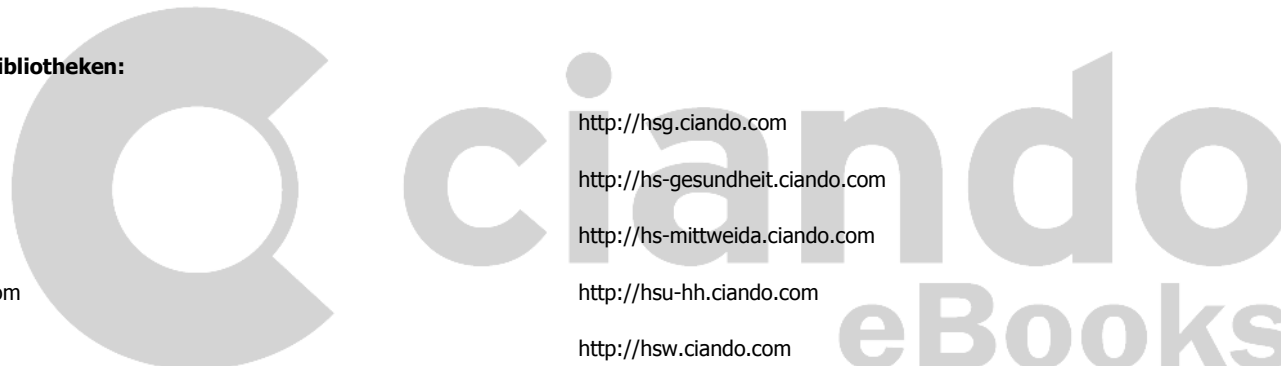 ibliotheken:
http://hsg.ciando.com
http://hs-gesundheit.ciando.com
http://hs-mittweida.ciando.com
om
http://hsu-hh.ciando.com
http://hsw.ciando.com
ciando
eBooks